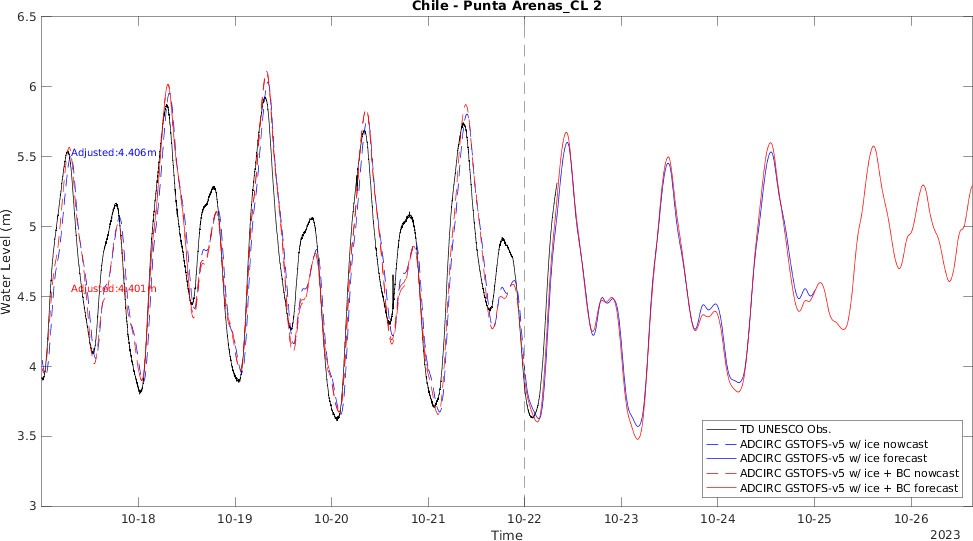 Chile - Punta Arenas_CL 2
6.5
6
5.5
5
4.5
4
3.5
3
Water Level (m)
Adjusted:4.406m
Adjusted:4.401m
TD UNESCO Obs.
ADCIRC GSTOFS-v5 w/ ice nowcast
ADCIRC GSTOFS-v5 w/ ice forecast
ADCIRC GSTOFS-v5 w/ ice + BC nowcast
ADCIRC GSTOFS-v5 w/ ice + BC forecast
10-18 10-19 10-20 10-21 10-22 10-23 10-24 10-25 10-26
Time
2023